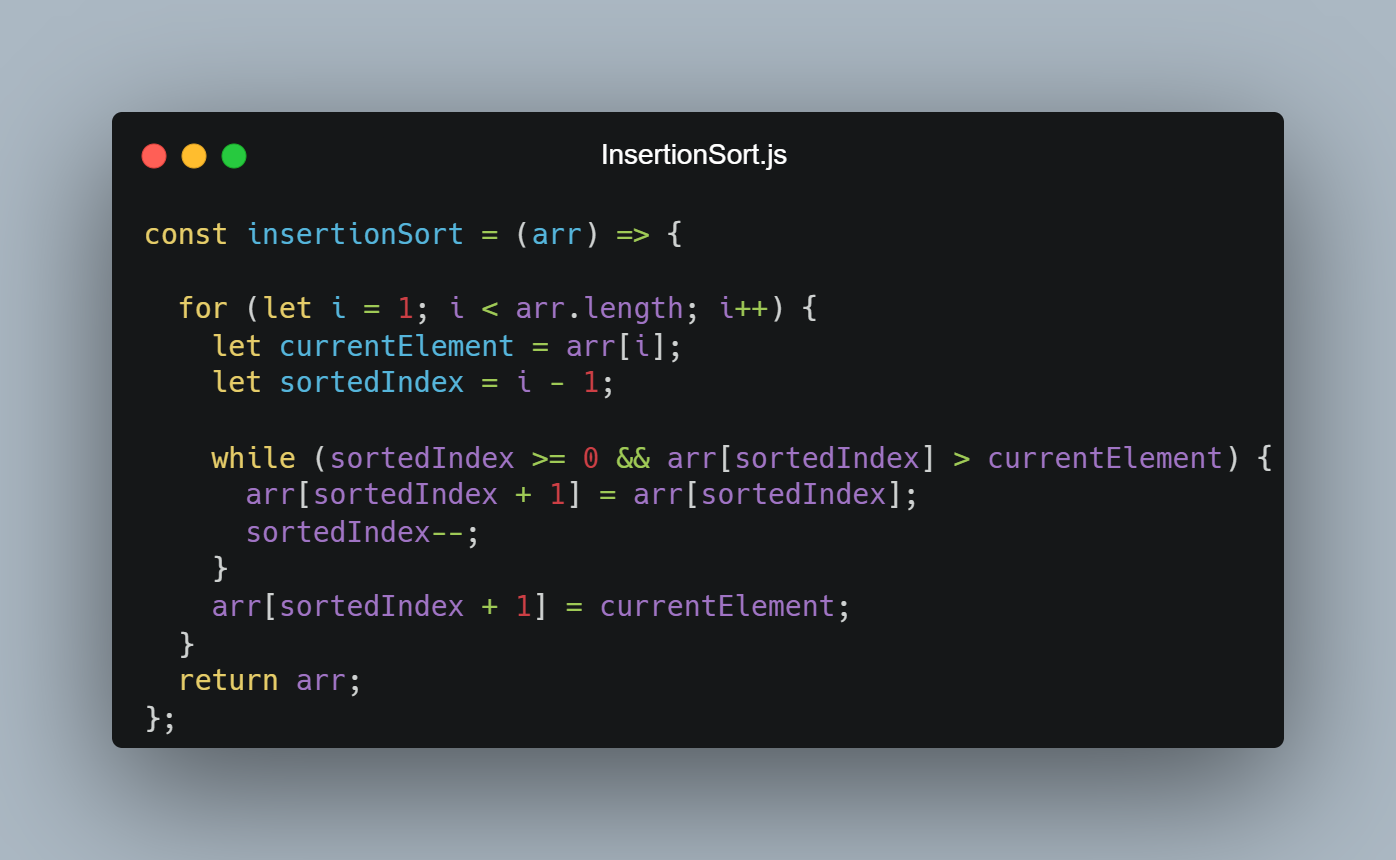 InsertionSort.js
const insertionSort = (arr) => {
  for (let i = 1; i < arr.length; i++) {
    let currentElement = arr[i];
    let sortedIndex = i - 1;
    while (sortedIndex >= 0 && arr[sortedIndex] > currentElement) {
      arr[sortedIndex + 1] = arr[sortedIndex];
      sortedIndex--;
    }
    arr[sortedIndex + 1] = currentElement;
  }
  return arr;
};